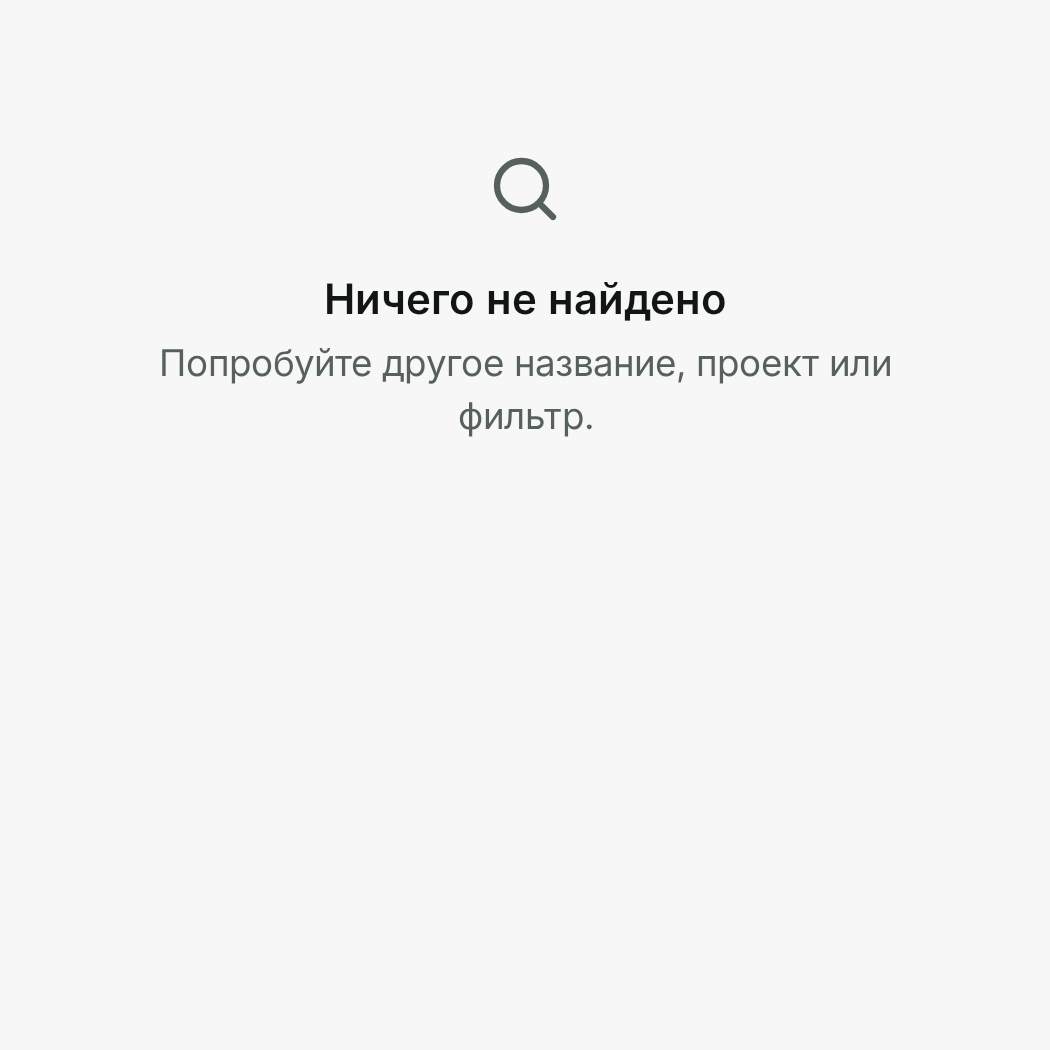 Ничего не найдено
Попробуйте другое название, проект или
фильтр.